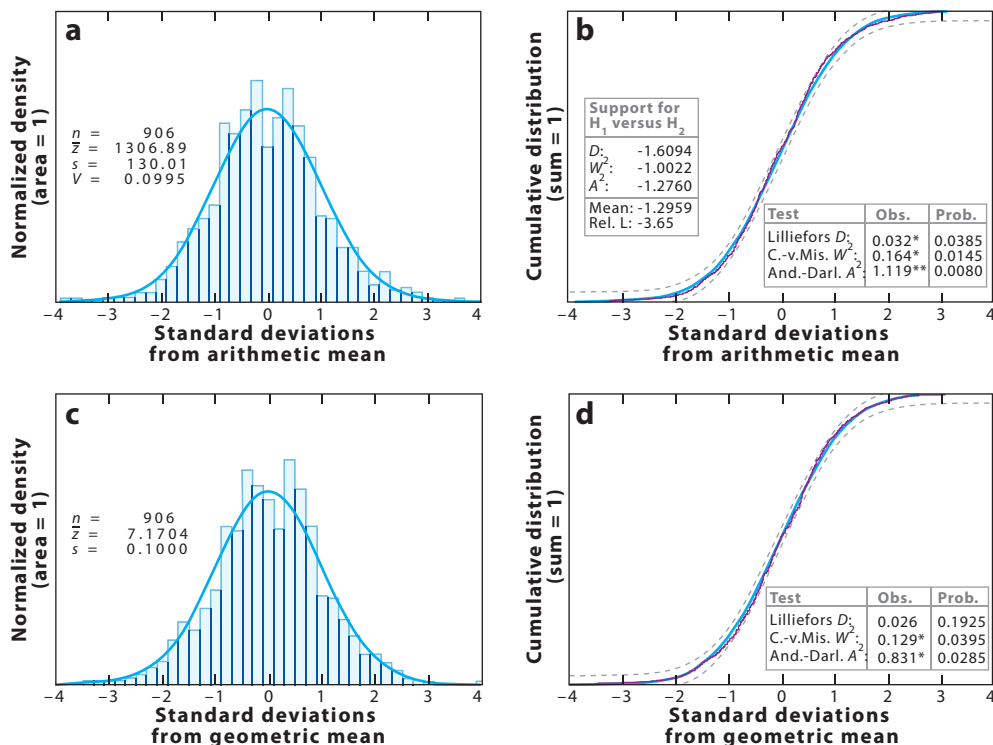 a
Normalized density
(area = 1)
n = 906
z = 1306.89
s = 130.01
V = 0.0995
−4 −3 −2 −1 0 1 2 3 4
Standard deviations
from arithmetic mean
b
Cumulative distribution
(sum = 1)
Support for
H1 versus H2
D: -1.6094
W2: -1.0022
A2: -1.2760
Mean: -1.2959
Rel. L: -3.65
Test Obs. Prob.
Lilliefors D: 0.032* 0.0385
C.-v.Mis. W2: 0.164* 0.0145
And.-Darl. A2: 1.119** 0.0080
−4 −3 −2 −1 0 1 2 3 4
Standard deviations
from arithmetic mean
c
Normalized density
(area = 1)
n = 906
z = 7.1704
s = 0.1000
−4 −3 −2 −1 0 1 2 3 4
Standard deviations
from geometric mean
d
Cumulative distribution
(sum = 1)
Test Obs. Prob.
Lilliefors D: 0.026 0.1925
C.-v.Mis. W2: 0.129* 0.0395
And.-Darl. A2: 0.831* 0.0285
−4 −3 −2 −1 0 1 2 3 4
Standard deviations
from geometric mean